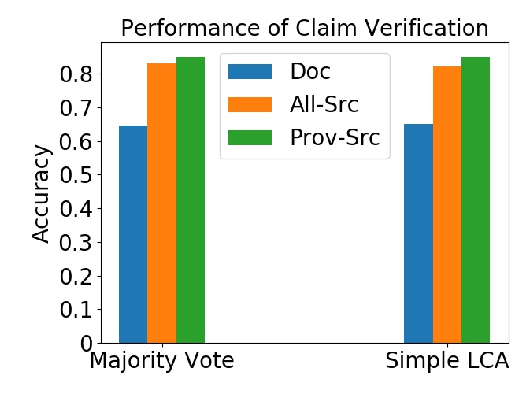 Performance of Claim Verification
Accuracy
0.8
0.7
0.6
0.5
0.4
0.3
0.2
0.1
0
Doc
All-Src
Prov-Src
Majority Vote
Simple LCA